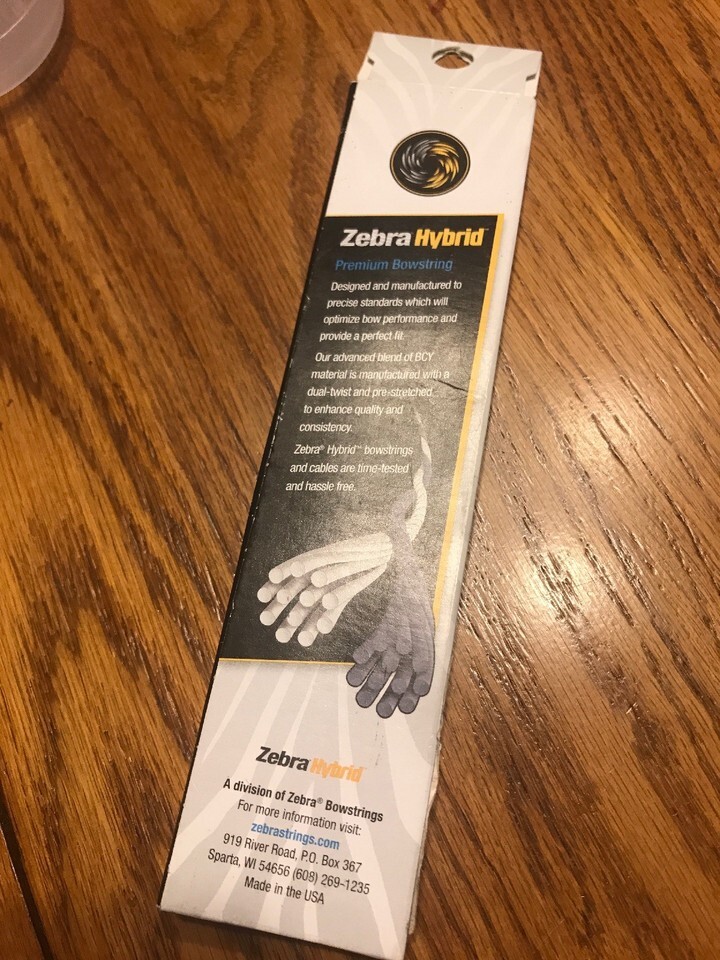 Zebra Hybrid™
Premium Bowstring
Designed and manufactured to
precise standards which will
optimize bow performance and
provide a perfect fit.
Our advanced blend of BCY
material is manufactured with a
dual-twist and pre-stretched
to enhance quality and
consistency.
Zebra® Hybrid™ bowstrings
and cables are time-tested
and hassle free.
Zebra Hybrid™
A division of Zebra® Bowstrings
For more information visit:
zebrastrings.com
919 River Road, P.O. Box 367
Sparta, WI 54656 (608) 269-1235
Made in the USA